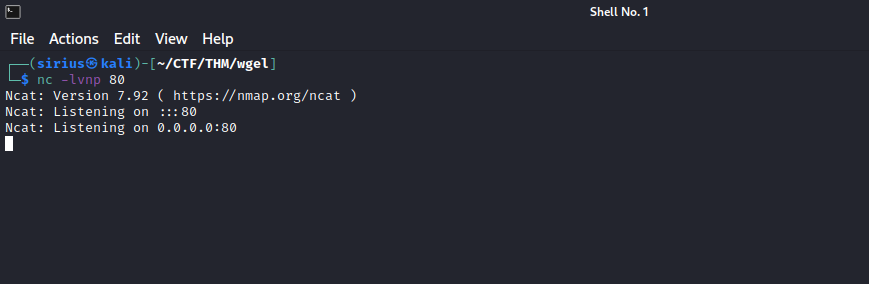 Shell No. 1
File Actions Edit View Help
┌──(sirius㉿kali)-[~/CTF/THM/wgel]
└─$ nc -lvnp 80
Ncat: Version 7.92 ( https://nmap.org/ncat )
Ncat: Listening on :::80
Ncat: Listening on 0.0.0.0:80